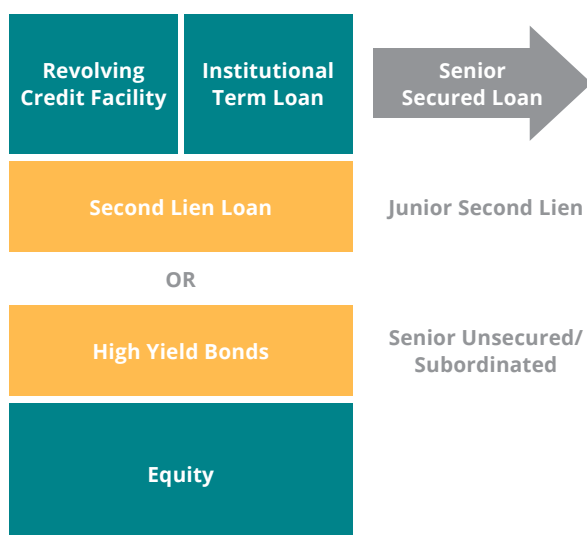 Revolving
Credit Facility
Institutional
Term Loan
Senior
Secured Loan
Second Lien Loan
Junior Second Lien
OR
High Yield Bonds
Senior Unsecured/
Subordinated
Equity